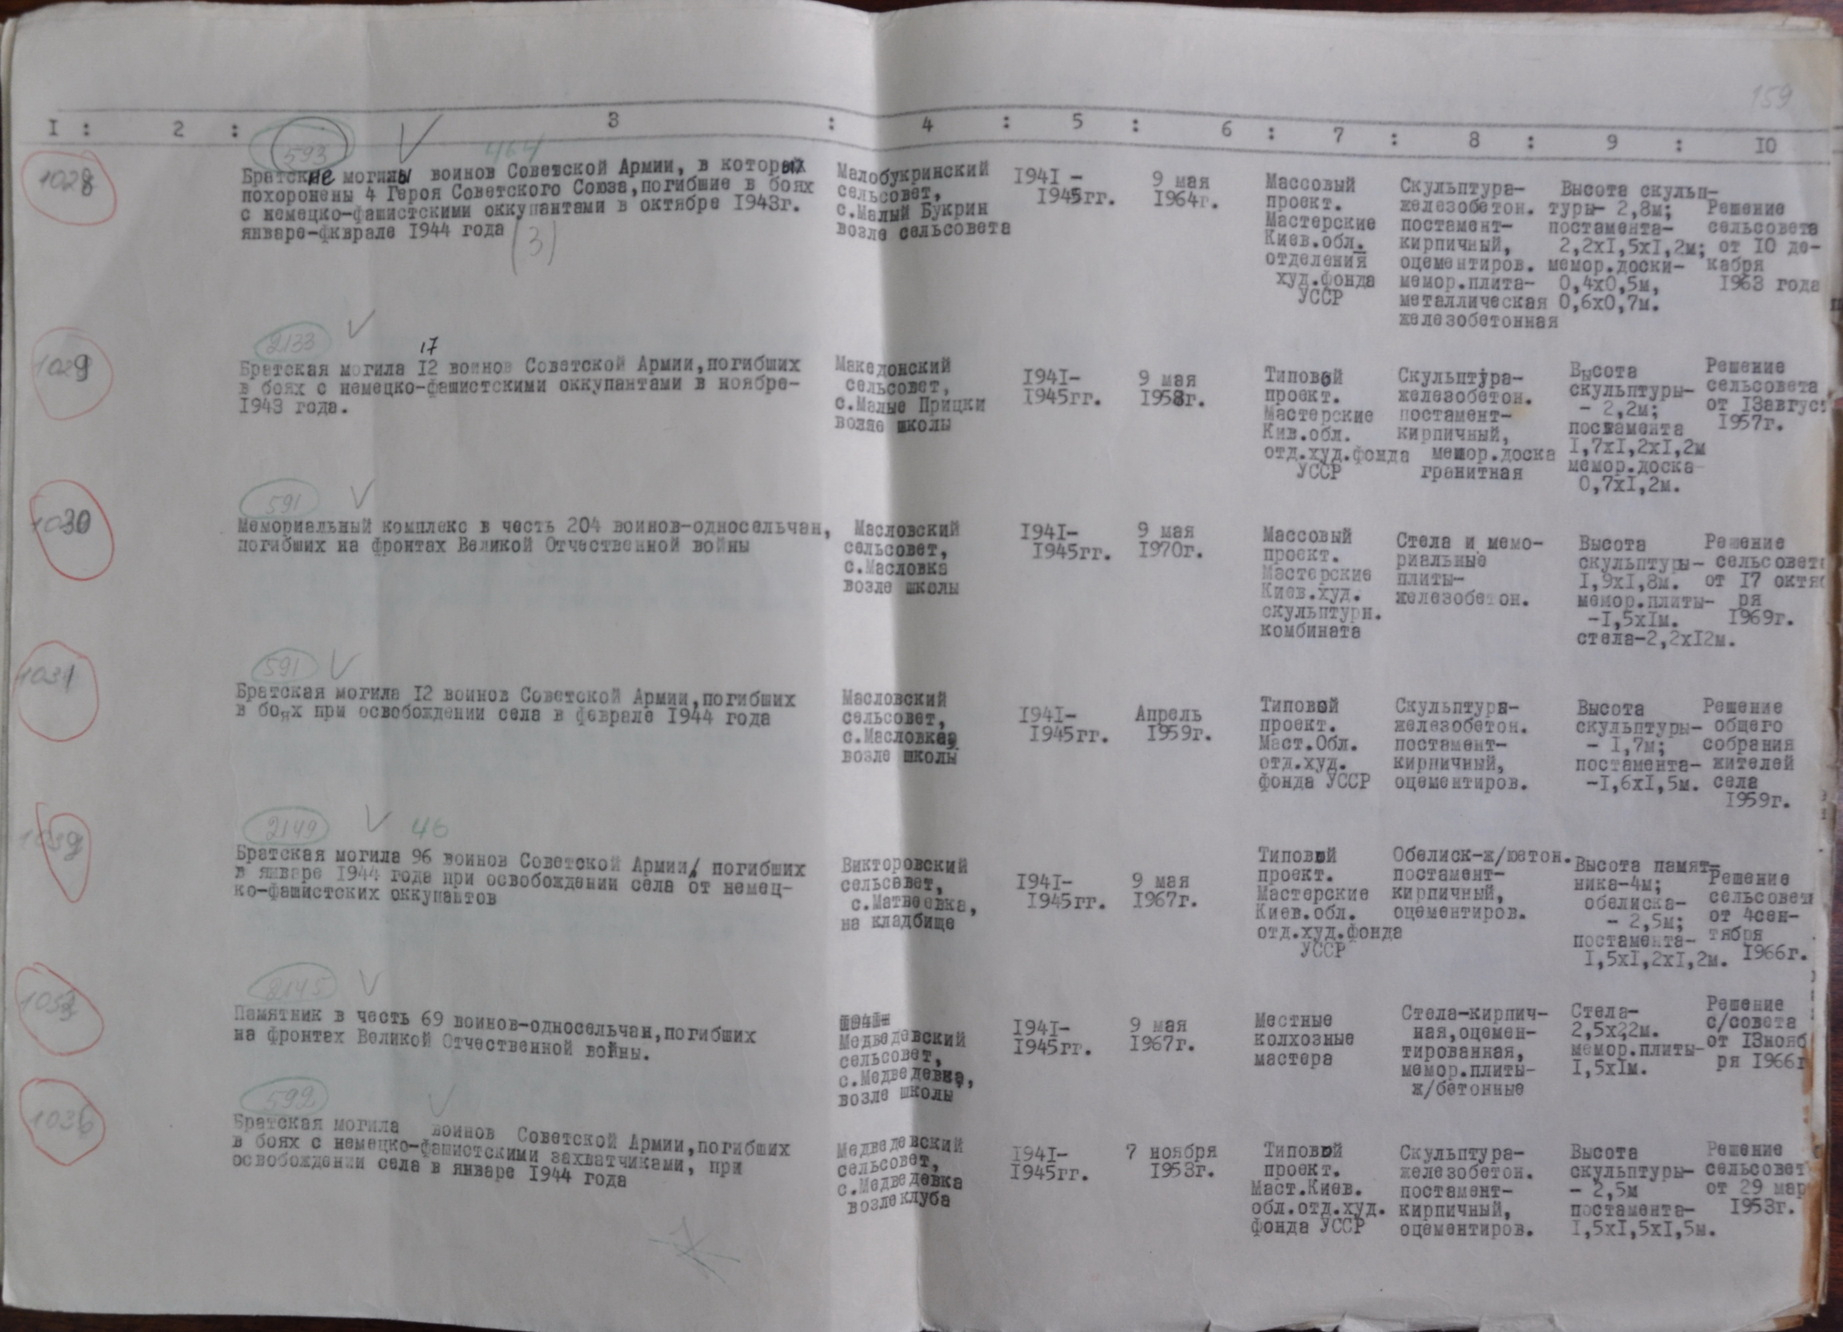 159
I : 2 : 3 : 4 : 5 : 6 : 7 : 8 : 9 : I0
1028
593
464
Братские могилы воинов Советской Армии, в которых
похоронены 4 Героя Советского Союза,погибшие в боях
с немецко-фашистскими оккупантами в октябре I943г.
январе-фкврале I944 года (3)
Малобукринский
сельсовет,
с.Малый Букрин
возле сельсовета
I94I -
I945гг.
9 мая
I964г.
Массовый
проект.
Мастерские
Киев.обл.
отделения
худ.фонда
УССР
Скульптура-
железобетон.
постамент-
кирпичный,
оцементиров.
мемор.плита-
металлическая
железобетонная
Высота скульп-
туры- 2,8м;
постамента-
2,2хI,5хI,2м;
мемор.доски-
0,4х0,5м,
0,6х0,7м.
Решение
сельсовета
от I0 де-
кабря
I963 года
1029
2133
17
Братская могила I2 воинов Советской Армии,погибших
в боях с немецко-фашистскими оккупантами в ноябре-
I943 года.
Македонский
сельсовет,
с.Малые Прицки
возле школы
I94I-
I945гг.
9 мая
I958г.
Типовой
проект.
Мастерские
Кив.обл.
отд.худ.фонда
УССР
Скульптура-
железобетон.
постамент-
кирпичный,
мемор.доска
гранитная
Высота
скульптуры-
- 2,2м;
постамента
I,7хI,2хI,2м
мемор.доска-
0,7хI,2м.
Решение
сельсовета
от I3авгус
I957г.
1030
591
Мемориальный комплекс в честь 204 воинов-односельчан,
погибших на фронтах Великой Отчественной войны
Масловский
сельсовет,
с.Масловка
возле школы
I94I-
I945гг.
9 мая
I970г.
Массовый
проект.
Мастерские
Киев.худ.
скульптурн.
комбината
Стела и мемо-
риальные
плиты-
железобетон.
Высота
скульптуры-
I,9хI,8м.
мемор.плиты-
-I,5хIм.
стела-2,2хI2м.
Решение
сельсовет
от I7 октя
ря
I969г.
1031
591
Братская могила I2 воинов Советской Армии,погибших
в боях при освобождении села в феврале I944 года
Масловский
сельсовет,
с.Масловка,
возле школы
I94I-
I945гг.
Апрель
I959г.
Типовой
проект.
Маст.Обл.
отд.худ.
фонда УССР
Скульптура-
железобетон.
постамент-
кирпичный,
оцементиров.
Высота
скульптуры-
- I,7м;
постамента-
-I,6хI,5м.
Решение
общего
собрания
жителей
села
I959г.
2149
46
Братская могила 96 воинов Советской Армии, погибших
в январе I944 года при освобождении села от немец-
ко-фашистских оккупантов
Викторовский
сельсавет,
с.Матвеевка,
на кладбище
I94I-
I945гг.
9 мая
I967г.
Типовой
проект.
Мастерские
Киев.обл.
отд.худ.фонда
УССР
Обелиск-ж/бетон.
постамент-
кирпичный,
оцементиров.
Высота памят-
ника-4м;
обелиска-
- 2,5м;
постамента-
I,5хI,2хI,2м.
Решение
сельсовет
от 4сен-
тября
I966г.
2145
Памятник в честь 69 воинов-односельчан,погибших
на фронтах Великой Отчественной войны.
Медведевский
сельсовет,
с.Медведевка,
возле школы
I94I-
I945гг.
9 мая
I967г.
Местные
колхозные
мастера
Стела-кирпич-
ная,оцемен-
тированная,
мемор.плиты-
ж/бетонные
Стела-
2,5х22м.
мемор.плиты-
I,5хIм.
Решение
с/совета
от I3нояб
ря I966г
1036
592
Братская могила воинов Советской Армии,погибших
в боях с немецко-фашистскими захватчиками, при
освобождении села в январе I944 года
Медведевский
сельсовет,
с.Медведевка
возле клуба
I94I-
I945гг.
7 ноября
I953г.
Типовой
проект.
Маст.Киев.
обл.отд.худ.
фонда УССР
Скульптура-
железобетон.
постамент-
кирпичный,
оцементиров.
Высота
скульптуры-
- 2,5м
постамента-
I,5хI,5хI,5м.
Решение
сельсовет
от 29 мар
I953г.